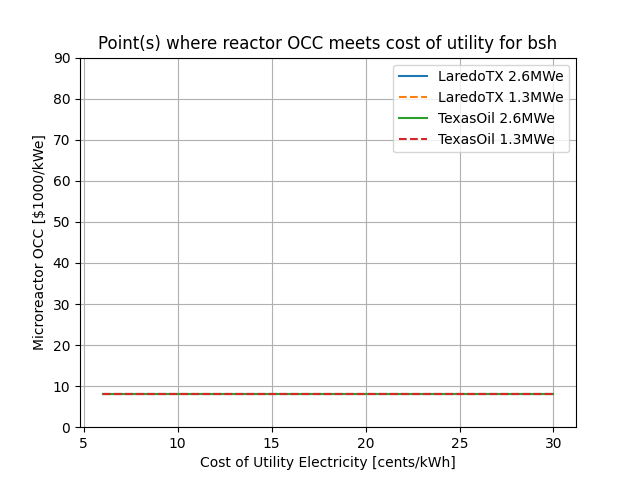 Point(s) where reactor OCC meets cost of utility for bsh
LaredoTX 2.6MWe
LaredoTX 1.3MWe
TexasOil 2.6MWe
TexasOil 1.3MWe
Microreactor OCC [$1000/kWe]
90
80
70
60
50
40
30
20
10
0
5
10
15
20
25
30
Cost of Utility Electricity [cents/kWh]